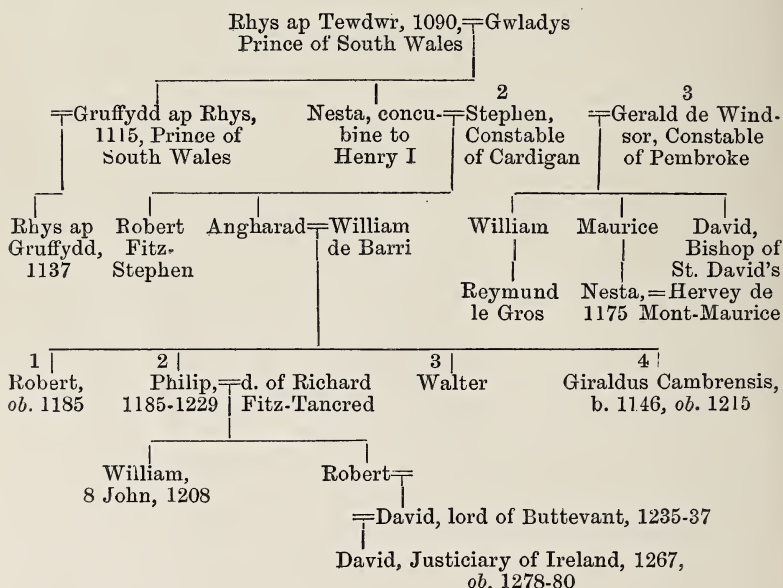 Rhys ap Tewdwr, 1090, Gwladys
Prince of South Wales
2 3
Gruffydd ap Rhys, Nesta, concu- Stephen, Gerald de Wind-
1115, Prince of bine to Constable sor, Constable
South Wales Henry I of Cardigan of Pembroke
Rhys ap Robert Angharad William William Maurice David,
Gruffydd, Fitz- de Barri Bishop of
1137 Stephen St. David's
Reymund Nesta, = Hervey de
le Gros 1175 Mont-Maurice
1 2 3 4
Robert, Philip, d. of Richard Walter Giraldus Cambrensis,
ob. 1185 1185-1229 Fitz-Tancred b. 1146, ob. 1215
William, Robert
8 John, 1208
David, lord of Buttevant, 1235-37
David, Justiciary of Ireland, 1267,
ob. 1278-80